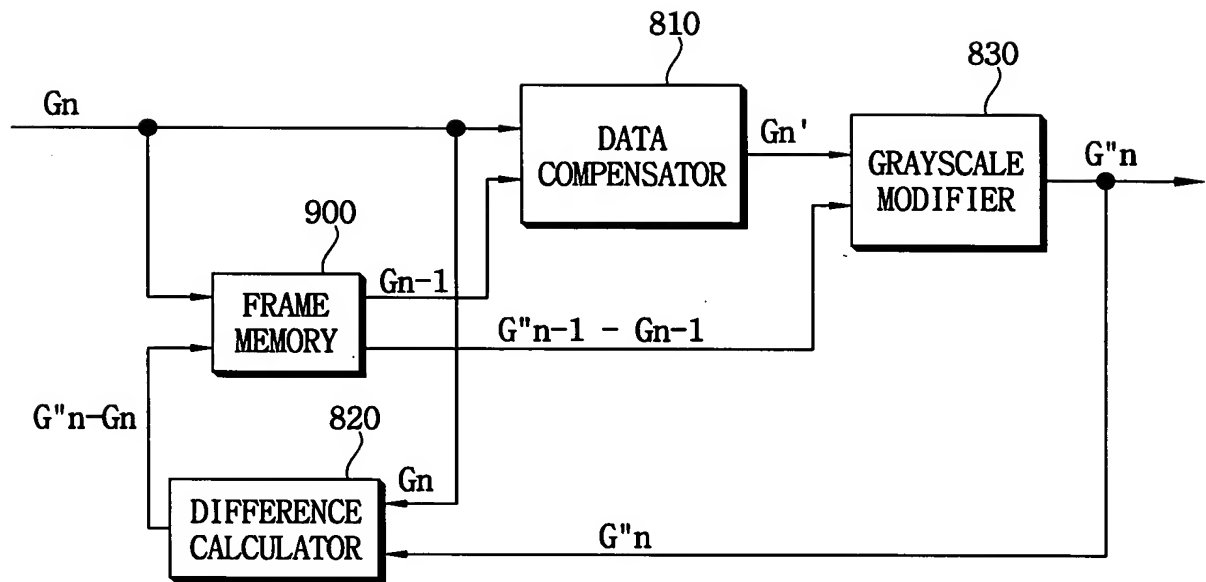 810
830
Gn
DATA
COMPENSATOR
Gn'
GRAYSCALE
MODIFIER
G"n
900
FRAME
MEMORY
Gn-1
G"n-1 - Gn-1
G"n-Gn
820
DIFFERENCE
CALCULATOR
Gn
G"n